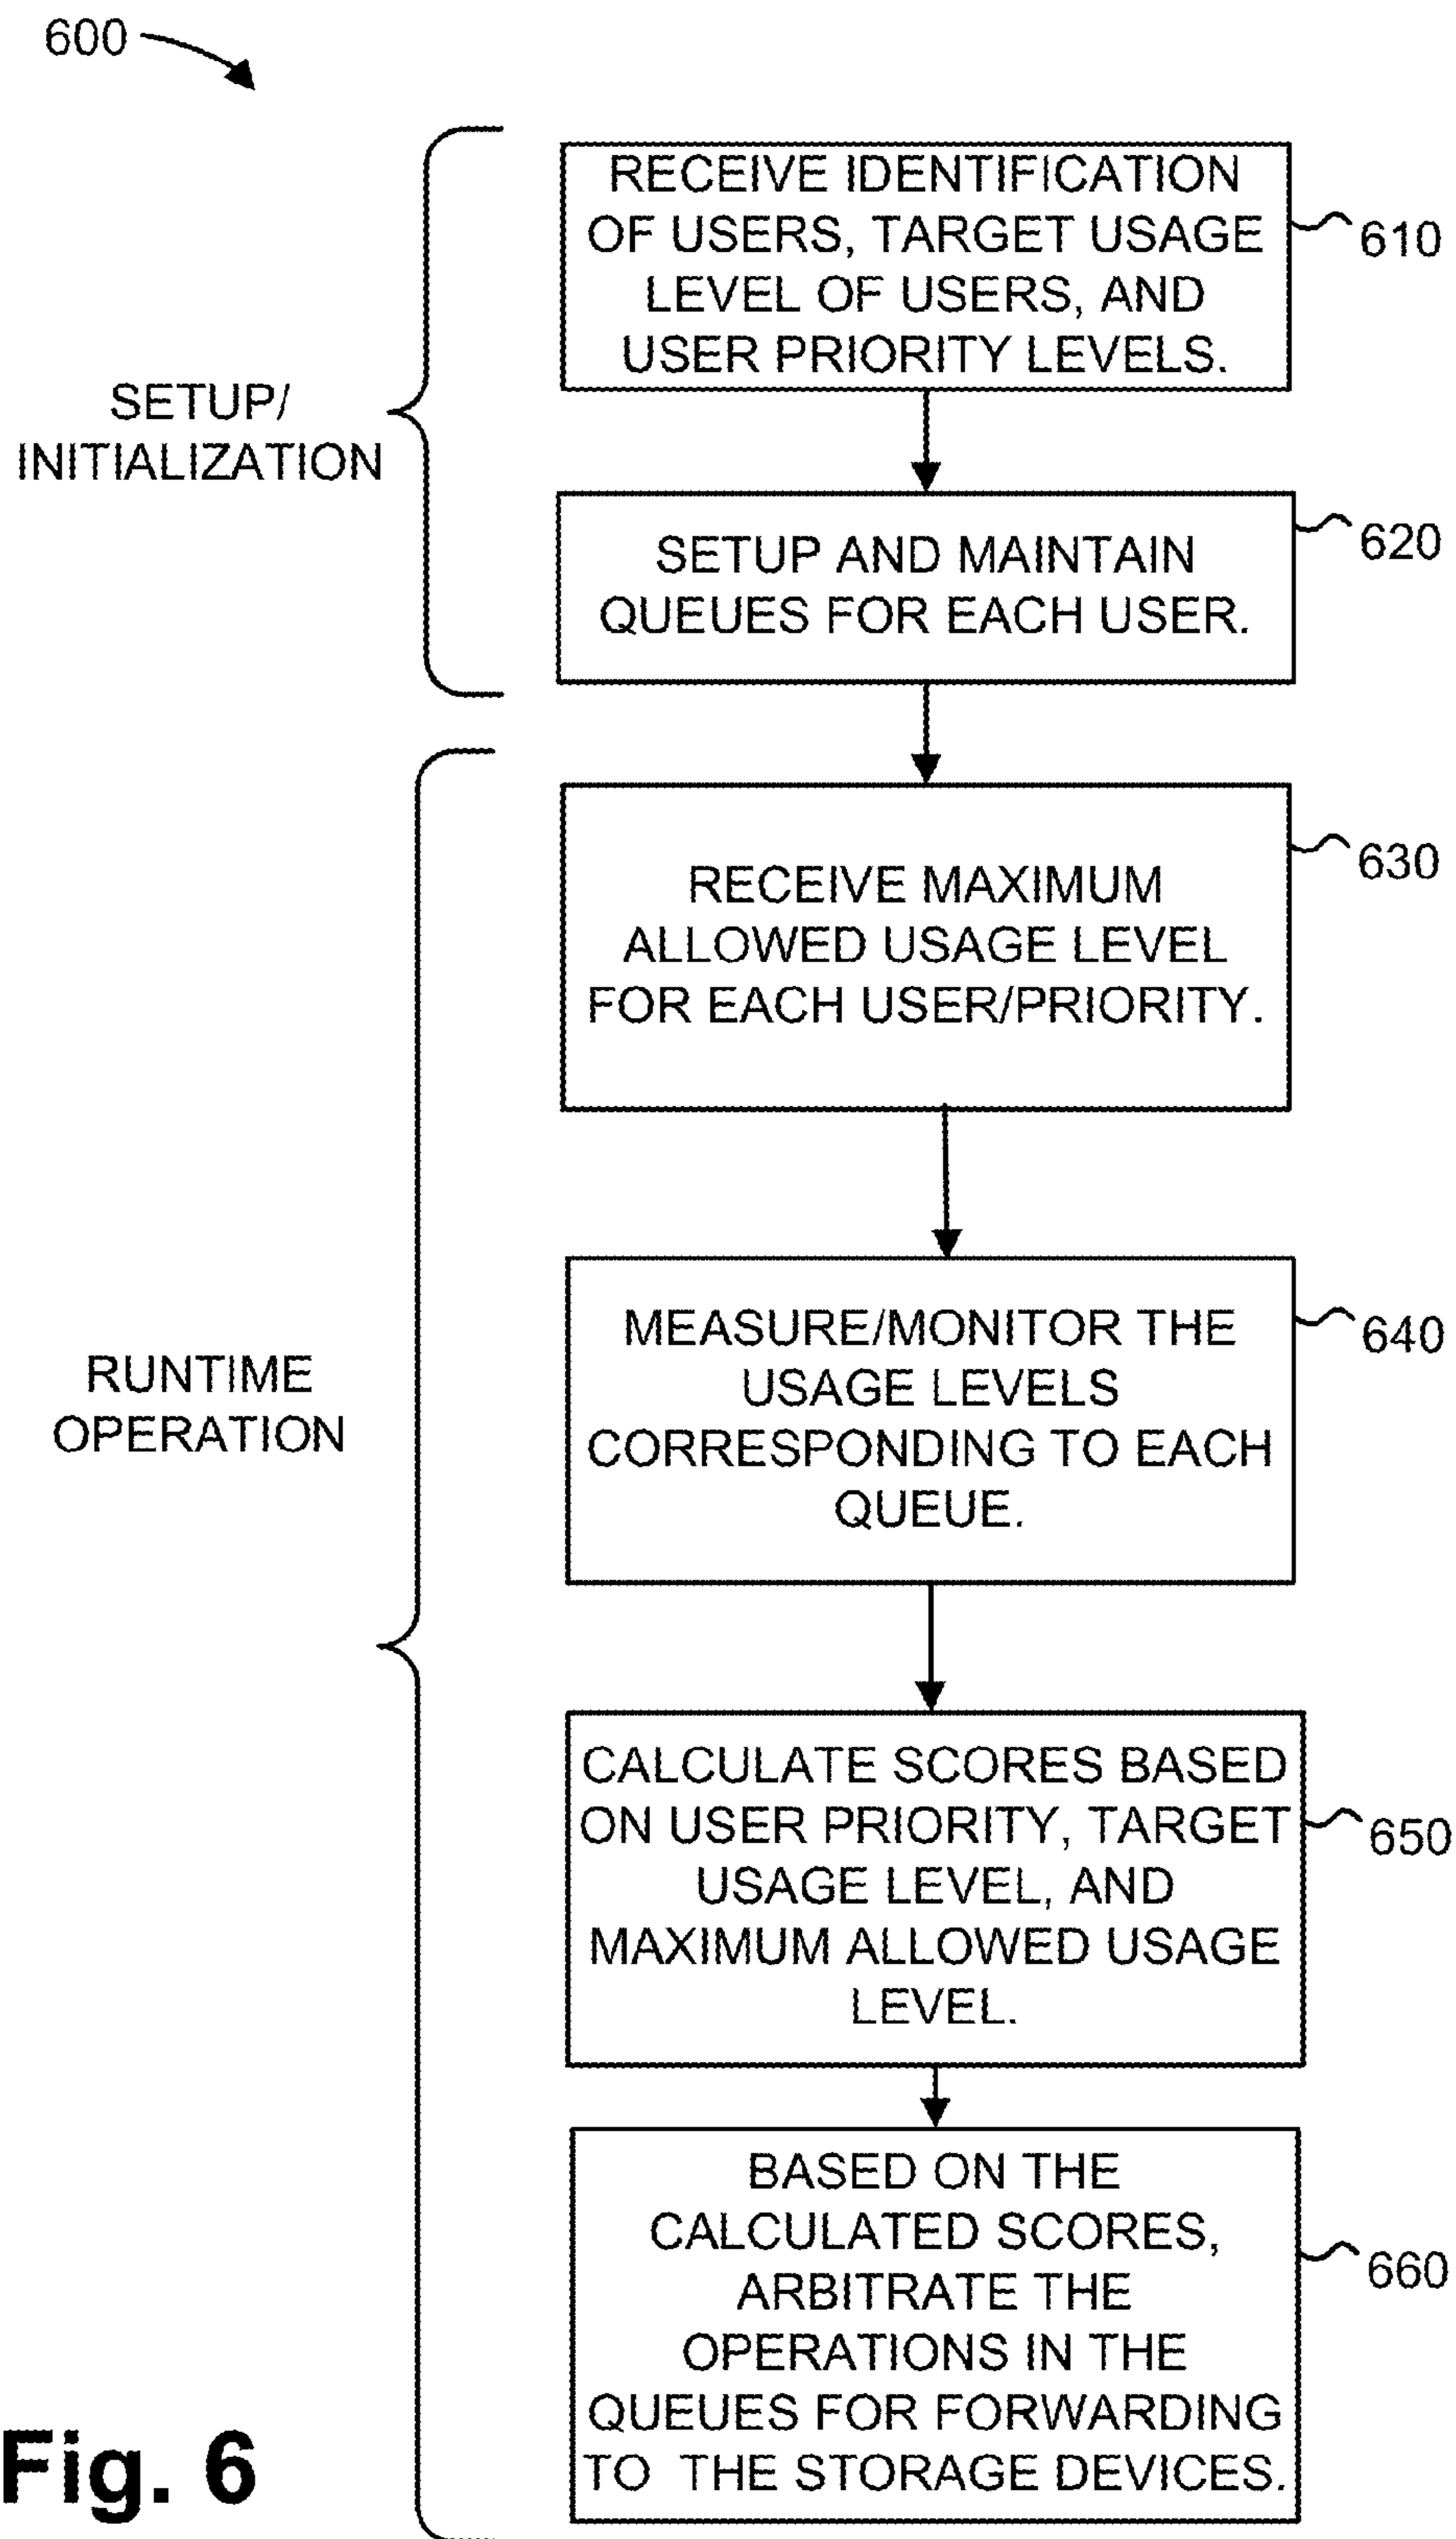 600
RECEIVE IDENTIFICATION
OF USERS, TARGET USAGE
LEVEL OF USERS, AND
USER PRIORITY LEVELS.
610
SETUP/
INITIALIZATION
SETUP AND MAINTAIN
QUEUES FOR EACH USER.
620
RECEIVE MAXIMUM
ALLOWED USAGE LEVEL
FOR EACH USER/PRIORITY.
630
RUNTIME
OPERATION
MEASURE/MONITOR THE
USAGE LEVELS
CORRESPONDING TO EACH
QUEUE.
640
CALCULATE SCORES BASED
ON USER PRIORITY, TARGET
USAGE LEVEL, AND
MAXIMUM ALLOWED USAGE
LEVEL.
650
BASED ON THE
CALCULATED SCORES,
ARBITRATE THE
OPERATIONS IN THE
QUEUES FOR FORWARDING
TO THE STORAGE DEVICES.
660
Fig. 6